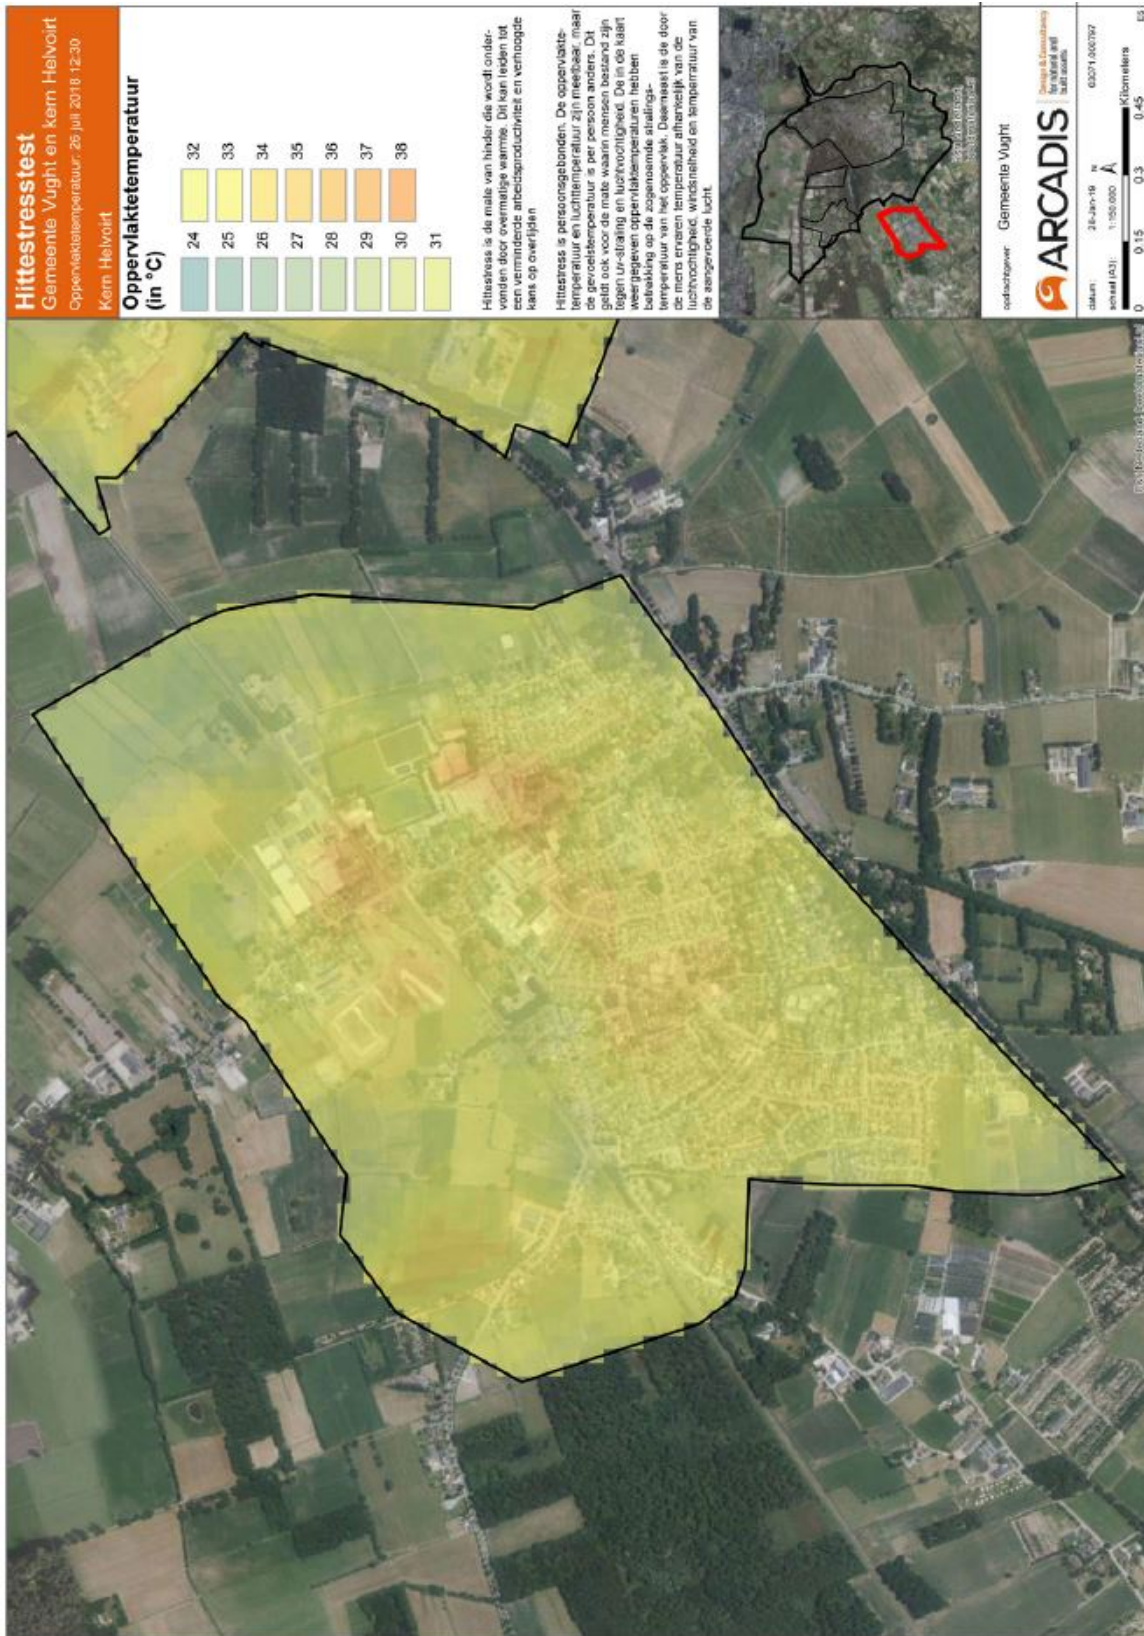 Hittestresstest
Gemeente Vught en kern Helvoirt
Oppervlaktetemperatuur: 26 juli 2018 12:30
Kern Helvoirt
Oppervlaktetemperatuur
(in °C)
24 32
25 33
26 34
27 35
28 36
29 37
30 38
31
Hittestress is de mate van hinder die wordt onder-
vonden door overmatige warmte. Dit kan leiden tot
een verminderde arbeidsproductiviteit en verhoogde
kans op overlijden
Hittestress is persoonsgebonden. De oppervlakte-
temperatuur en luchttemperatuur zijn meetbaar, maar
de gevoelstemperatuur is per persoon anders. Dit
geldt ook voor de mate waarin mensen bestand zijn
tegen uv-straling en luchtvochtigheid. De in de kaart
weergegeven oppervlaktemperaturen hebben
betrekking op de zogenoemde stralings-
temperatuur van het oppervlak. Daarnaast is de door
de mens ervaren temperatuur afhankelijk van de
luchtvochtigheid, windsnelheid en temperatuur van
de aangevoerde lucht.
opdrachtgever: Gemeente Vught
ARCADIS
Design & Consultancy
for natural and
built assets
datum: 28-Jan-19 N
schaal (A3): 1:150.000
0 0.15 0.3 0.45
Kilometers